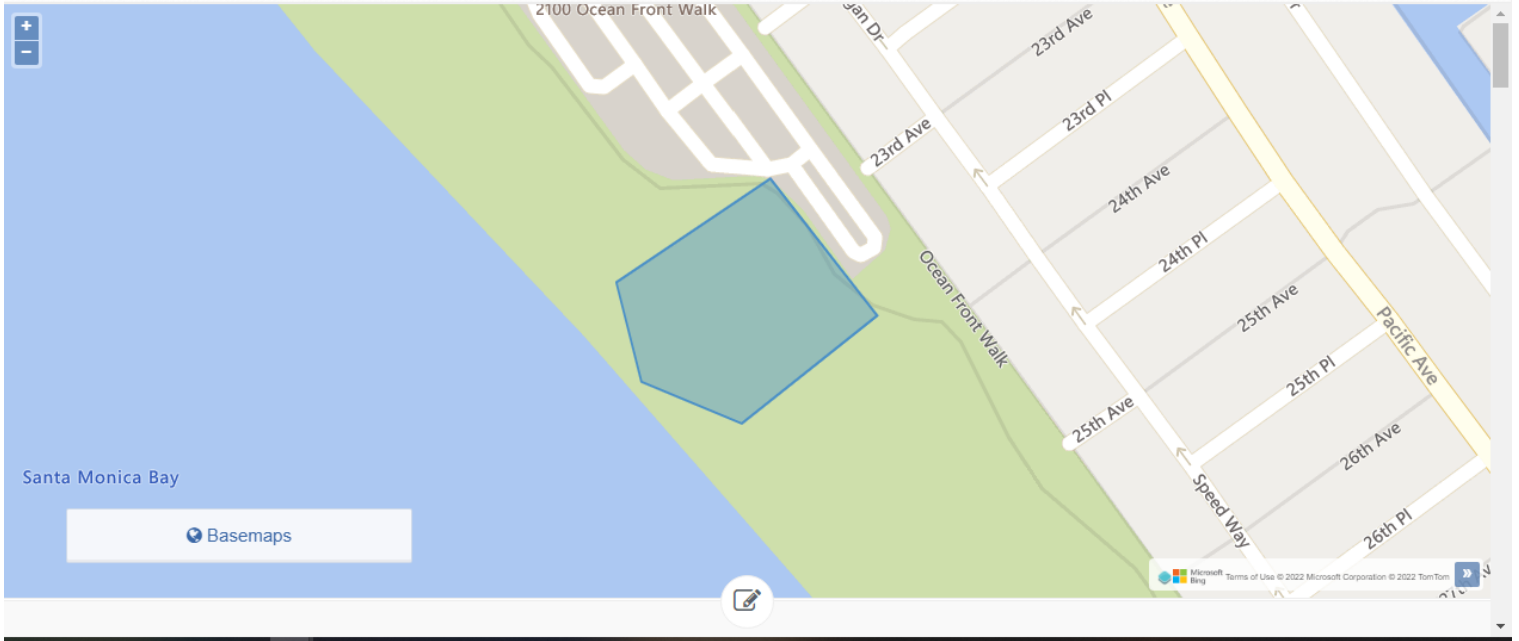 2100 Ocean Front Walk
+
−
23rd Ave
23rd Pl
23rd Ave
24th Ave
24th Pl
Ocean Front Walk
25th Ave
Pacific Ave
25th Pl
25th Ave
26th Ave
Santa Monica Bay
Speed Way
26th Pl
Basemaps
Microsoft
Bing
Terms of Use © 2022 Microsoft Corporation © 2022 TomTom
»